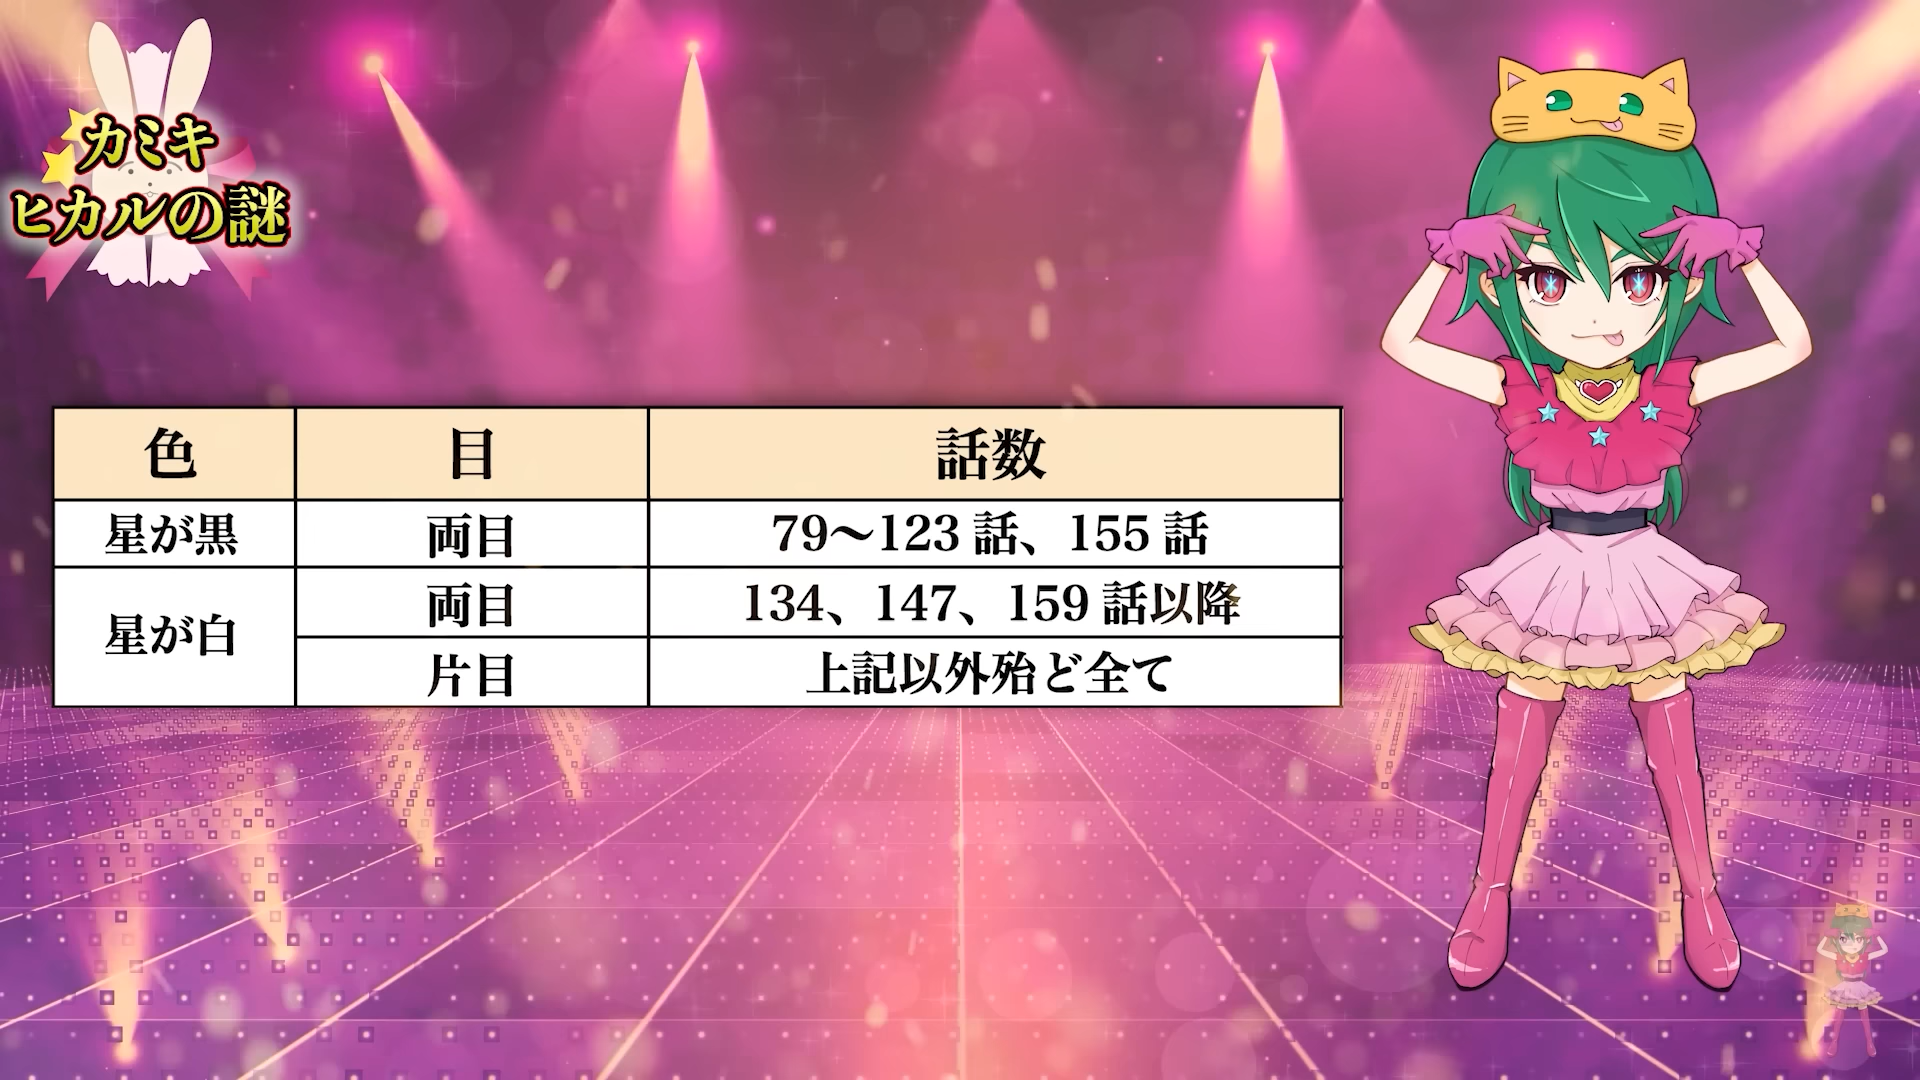 カミキ
ヒカルの謎
色 目 話数
星が黒 両目 79～123 話、155 話
星が白 両目 134、147、159 話以降
片目 上記以外殆ど全て